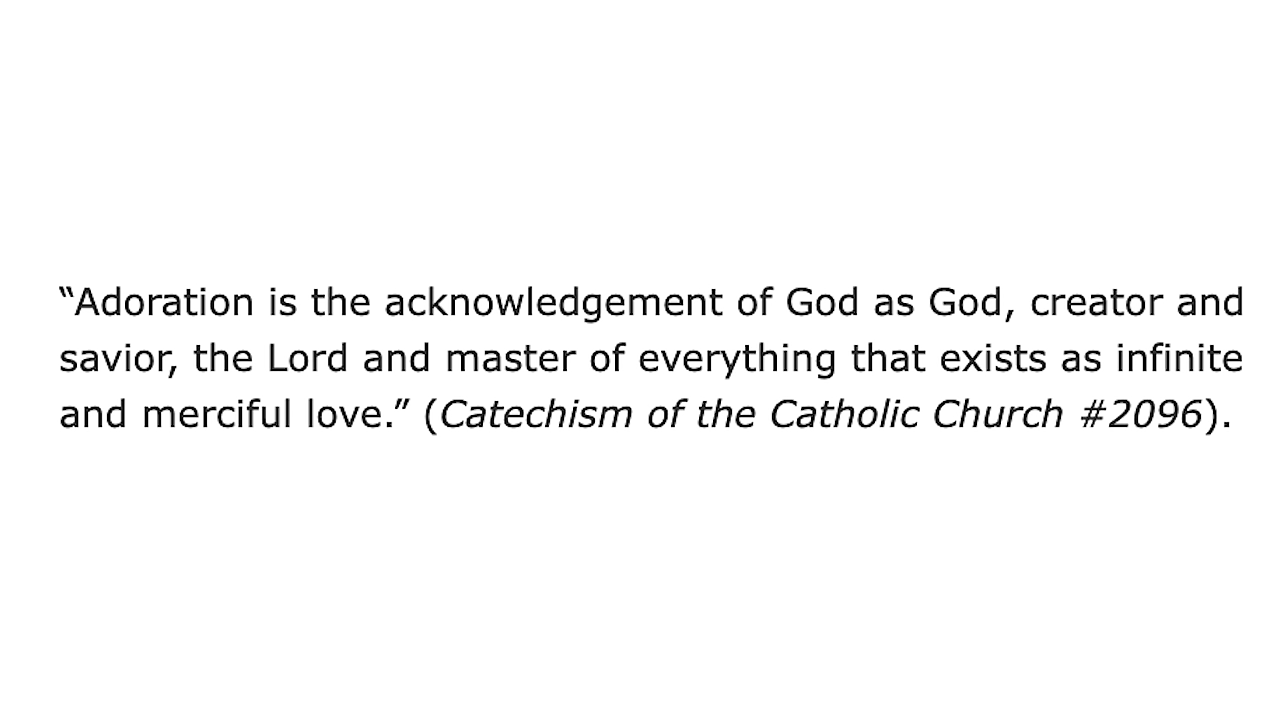 “Adoration is the acknowledgement of God as God, creator and
savior, the Lord and master of everything that exists as infinite
and merciful love.” (Catechism of the Catholic Church #2096).